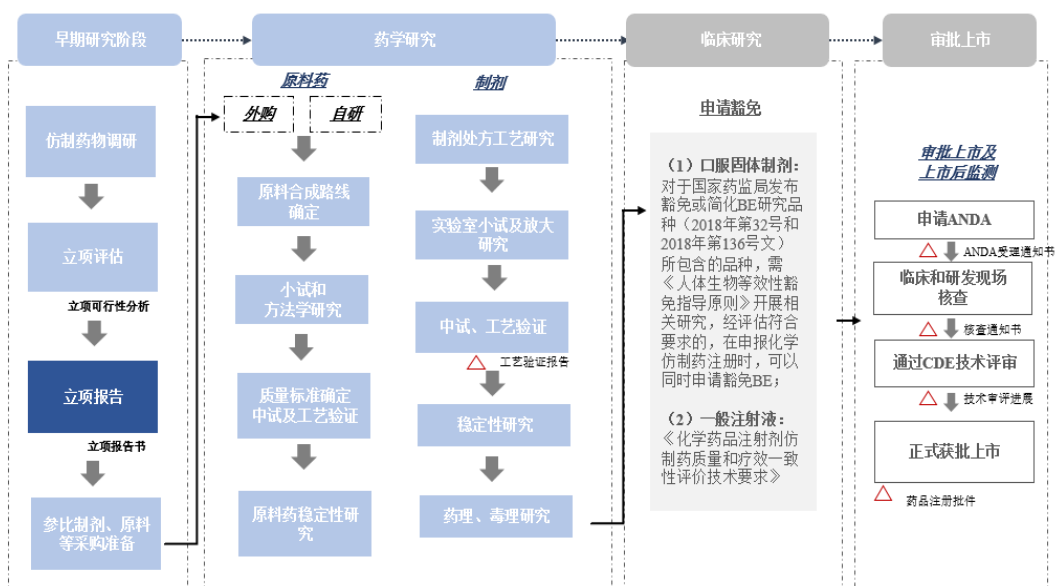 早期研究阶段
药学研究
临床研究
审批上市
仿制药物调研
立项评估
立项可行性分析
立项报告
立项报告书
参比制剂、原料
等采购准备
原料药
外购
自研
原料合成路线
确定
小试和
方法学研究
质量标准确定
中试及工艺验证
原料药稳定性研
究
制剂
制剂处方工艺研究
实验室小试及放大
研究
中试、工艺验证
工艺验证报告
稳定性研究
药理、毒理研究
申请豁免
（1）口服固体制剂：
对于国家药监局发布
豁免或简化BE研究品
种（2018年第32号和
2018年第136号文）
所包含的品种，需
《人体生物等效性豁
免指导原则》开展相
关研究，经评估符合
要求的，在申报化学
仿制药注册时，可以
同时申请豁免BE；
（2）一般注射液：
《化学药品注射剂仿
制药质量和疗效一致
性评价技术要求》
审批上市及
上市后监测
申请ANDA
ANDA受理通知书
临床和研发现场
核查
核查通知书
通过CDE技术评审
技术审评进展
正式获批上市
药品注册批件